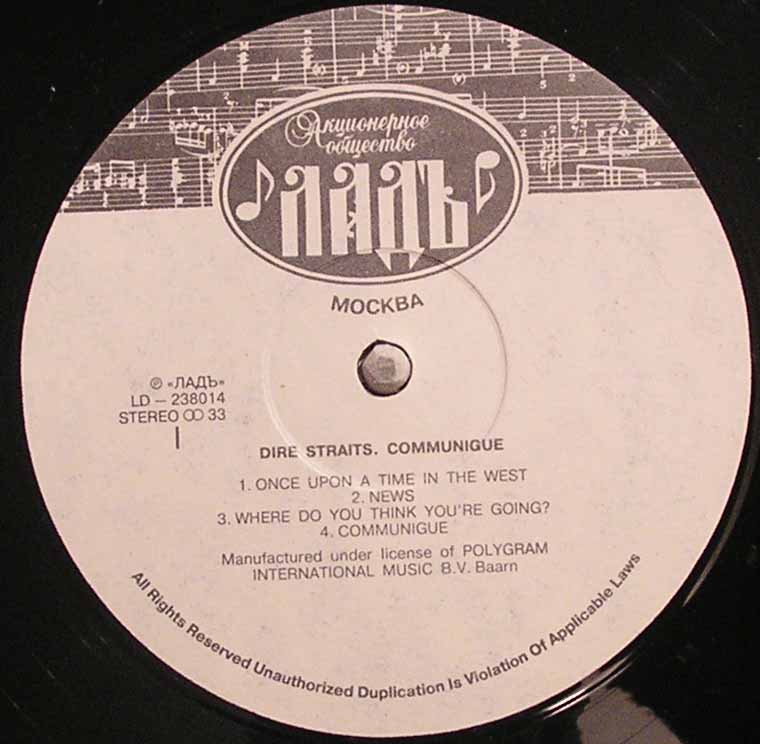 Акционерное
общество
ЛАДЪ
МОСКВА
℗ «ЛАДЪ»
LD – 238014
STEREO 33
I
DIRE STRAITS. COMMUNIGUE
1. ONCE UPON A TIME IN THE WEST
2. NEWS
3. WHERE DO YOU THINK YOU'RE GOING?
4. COMMUNIGUE
Manufactured under license of POLYGRAM
INTERNATIONAL MUSIC B.V. Baarn
All Rights Reserved Unauthorized Duplication Is Violation Of Applicable Laws